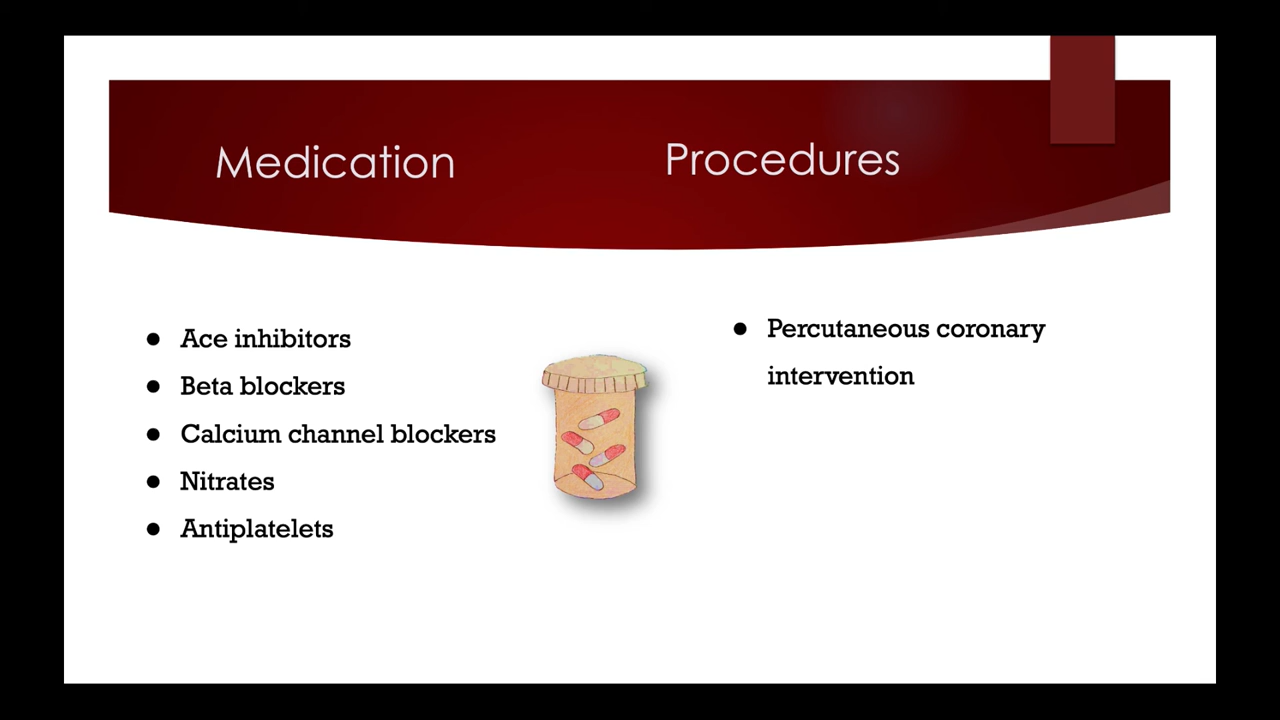 Medication
Procedures
● Ace inhibitors
● Beta blockers
● Calcium channel blockers
● Nitrates
● Antiplatelets
● Percutaneous coronary
intervention